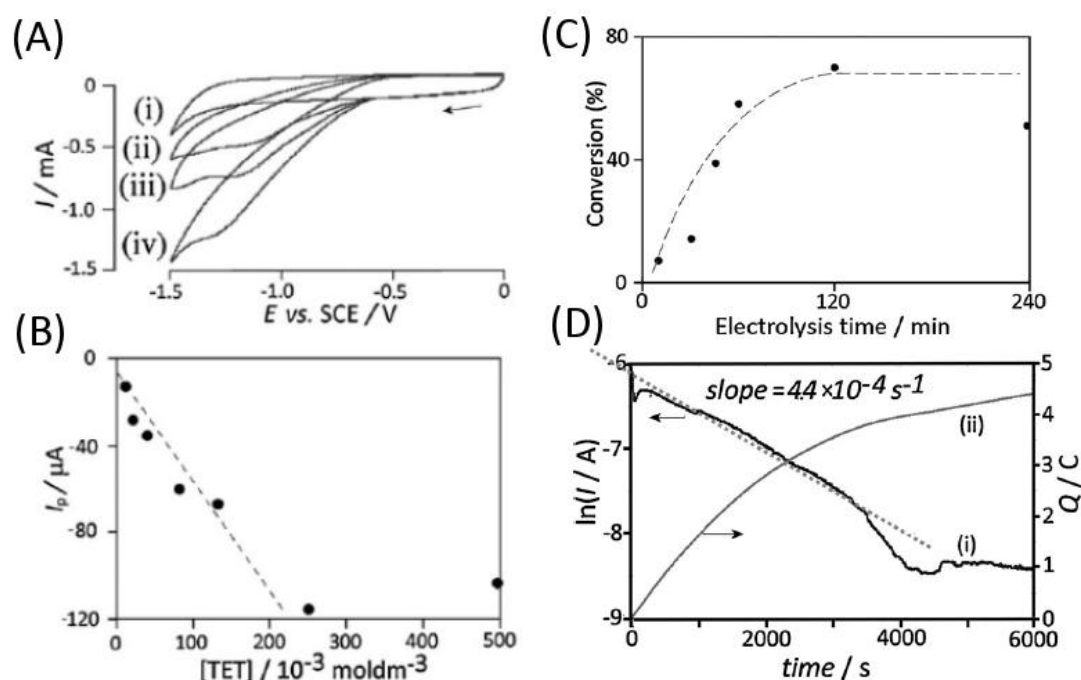 (A)
0
-0.5
-1.0
-1.5
I / mA
(i)
(ii)
(iii)
(iv)
-1.5 -1.0 -0.5 0
E vs. SCE / V
(B)
0
-40
-80
-120
Ip / µA
0 100 200 300 400 500
[TET] / 10-3 moldm-3
(C)
80
40
0
Conversion (%)
0 120 240
Electrolysis time / min
(D)
-6
-7
-8
-9
ln(I / A)
slope = 4.4 ×10-4 s-1
(ii)
(i)
5
4
3
2
1
0
Q / C
0 2000 4000 6000
time / s